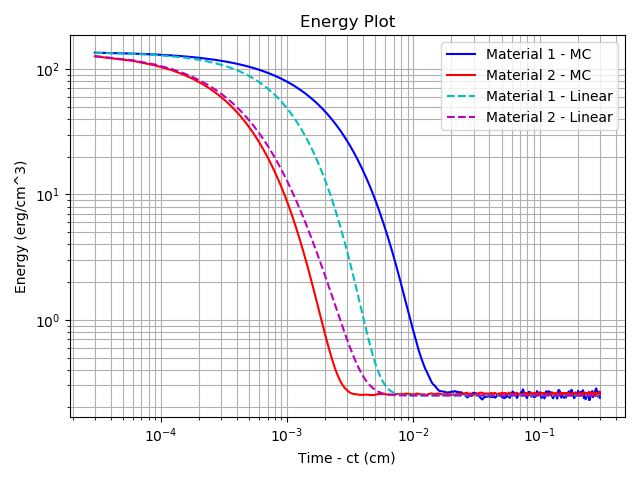 Energy Plot
Energy (erg/cm^3)
10²
10¹
10⁰
Material 1 - MC
Material 2 - MC
Material 1 - Linear
Material 2 - Linear
10⁻⁴ 10⁻³ 10⁻² 10⁻¹
Time - ct (cm)